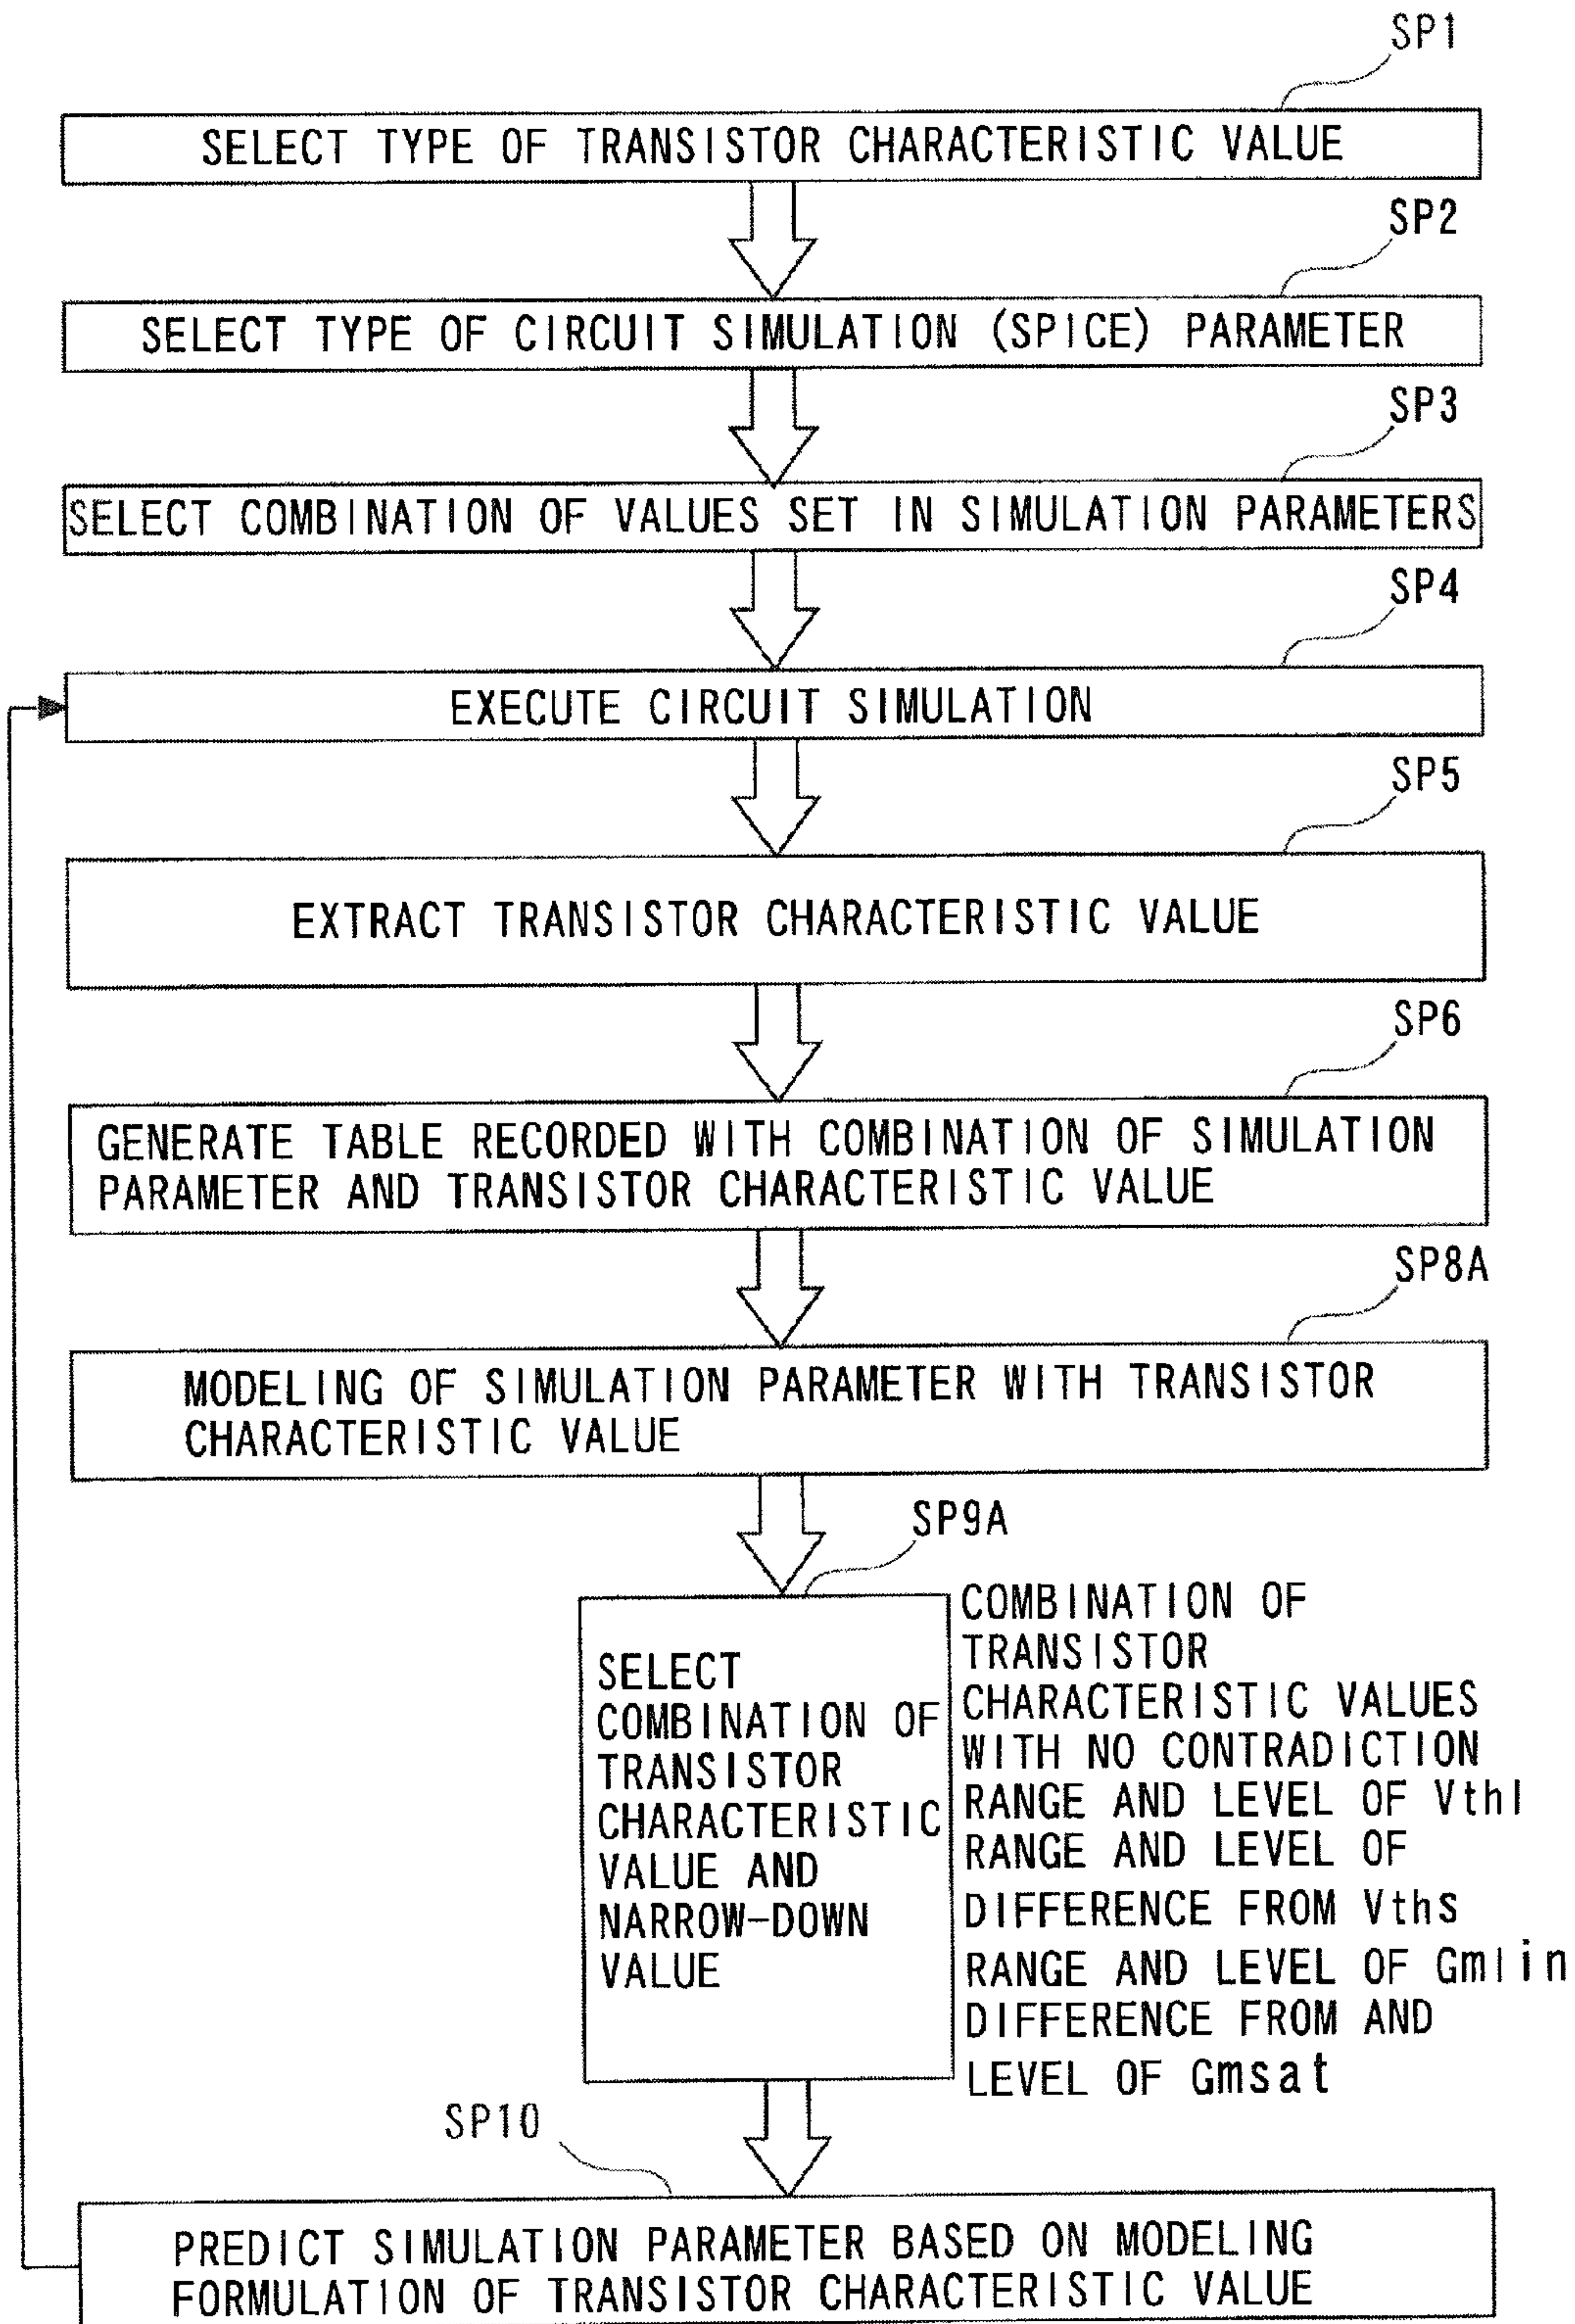 SP1
SELECT TYPE OF TRANSISTOR CHARACTERISTIC VALUE
SP2
SELECT TYPE OF CIRCUIT SIMULATION (SPICE) PARAMETER
SP3
SELECT COMBINATION OF VALUES SET IN SIMULATION PARAMETERS
SP4
EXECUTE CIRCUIT SIMULATION
SP5
EXTRACT TRANSISTOR CHARACTERISTIC VALUE
SP6
GENERATE TABLE RECORDED WITH COMBINATION OF SIMULATION
PARAMETER AND TRANSISTOR CHARACTERISTIC VALUE
SP8A
MODELING OF SIMULATION PARAMETER WITH TRANSISTOR
CHARACTERISTIC VALUE
SP9A
SELECT
COMBINATION OF
TRANSISTOR
CHARACTERISTIC
VALUE AND
NARROW-DOWN
VALUE
COMBINATION OF
TRANSISTOR
CHARACTERISTIC VALUES
WITH NO CONTRADICTION
RANGE AND LEVEL OF Vthl
RANGE AND LEVEL OF
DIFFERENCE FROM Vths
RANGE AND LEVEL OF Gmlin
DIFFERENCE FROM AND
LEVEL OF Gmsat
SP10
PREDICT SIMULATION PARAMETER BASED ON MODELING
FORMULATION OF TRANSISTOR CHARACTERISTIC VALUE